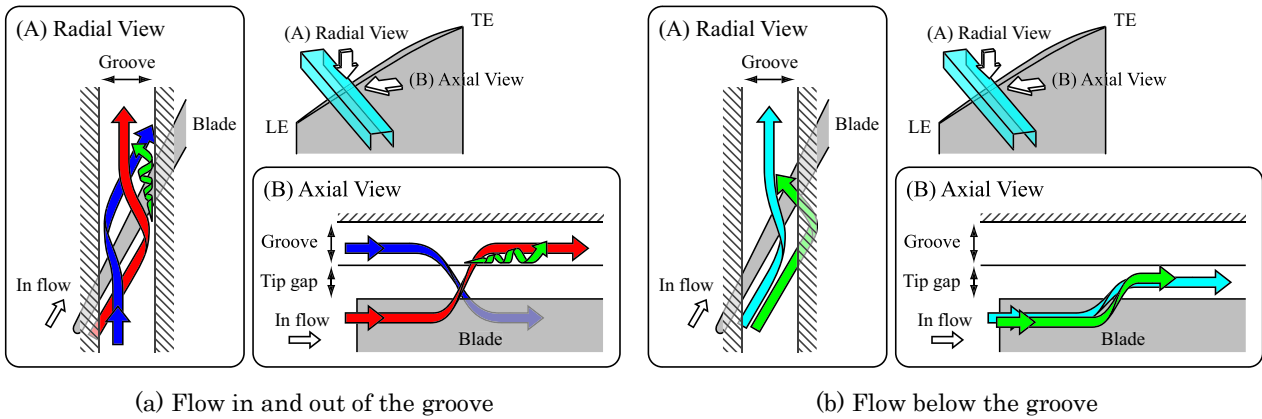 (A) Radial View
Groove
Blade
In flow
(A) Radial View
TE
(B) Axial View
LE
(B) Axial View
Groove
Tip gap
In flow
Blade
(a) Flow in and out of the groove
(A) Radial View
Groove
Blade
In flow
(A) Radial View
TE
(B) Axial View
LE
(B) Axial View
Groove
Tip gap
In flow
Blade
(b) Flow below the groove